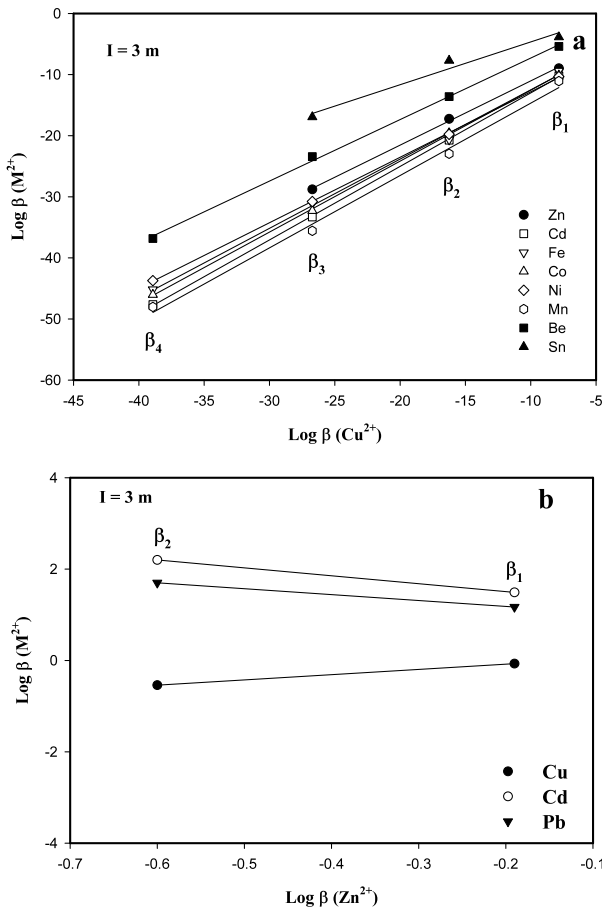 0
I = 3 m
a
-10
-20
-30
-40
-50
-60
Log β (M2+)
β1
β2
β3
β4
Zn
Cd
Fe
Co
Ni
Mn
Be
Sn
-45 -40 -35 -30 -25 -20 -15 -10 -5
Log β (Cu2+)
4
I = 3 m
b
2
0
-2
-4
Log β (M2+)
β2
β1
Cu
Cd
Pb
-0.7 -0.6 -0.5 -0.4 -0.3 -0.2 -0.1
Log β (Zn2+)